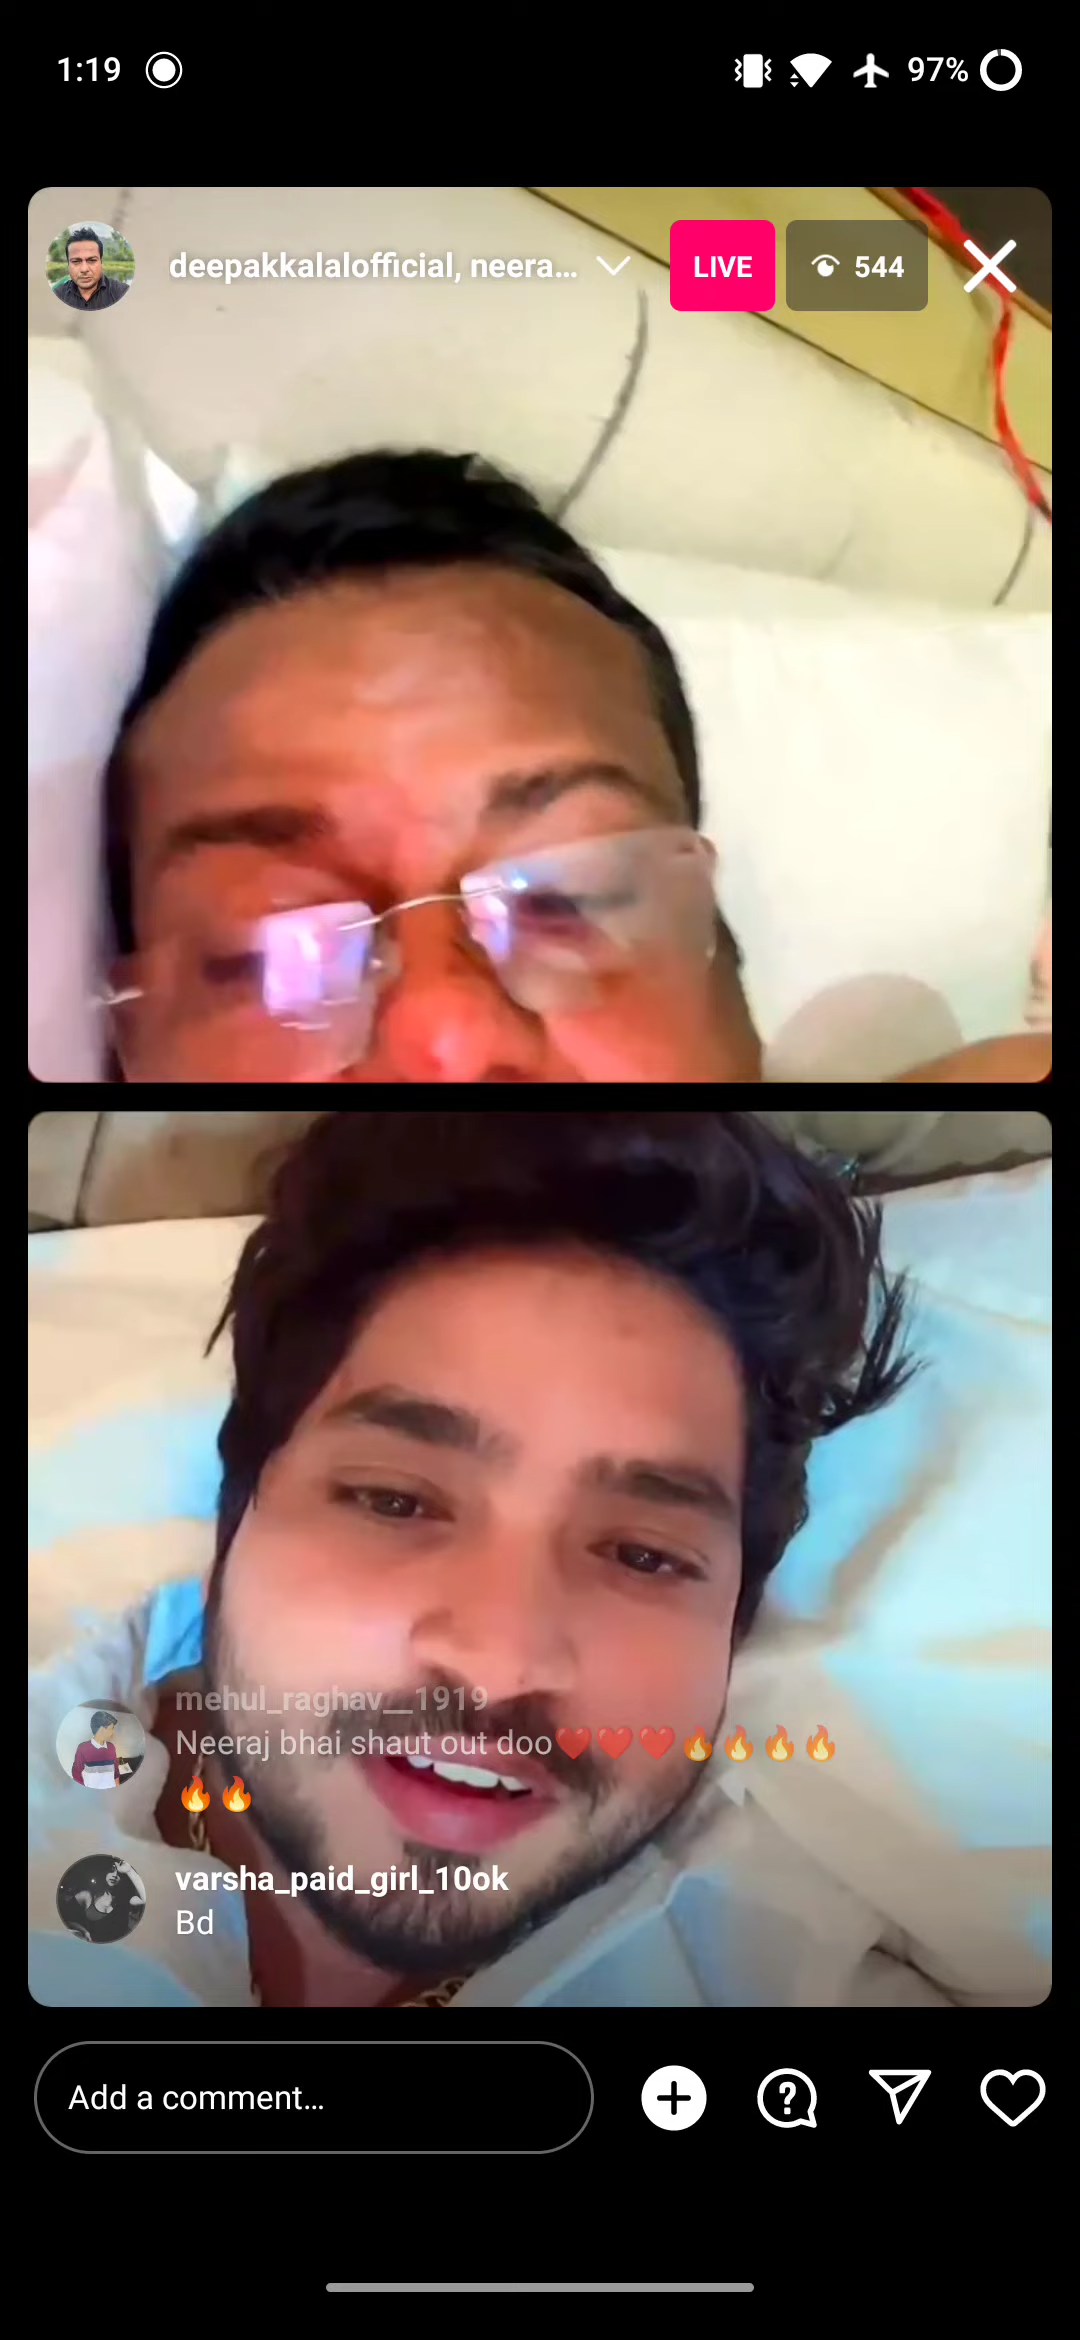 1:19
97%
deepakkalalofficial, neera...
LIVE
544
mehul_raghav__1919
Neeraj bhai shaut out doo❤️❤️❤️🔥🔥🔥🔥
🔥🔥
varsha_paid_girl_10ok
Bd
Add a comment...